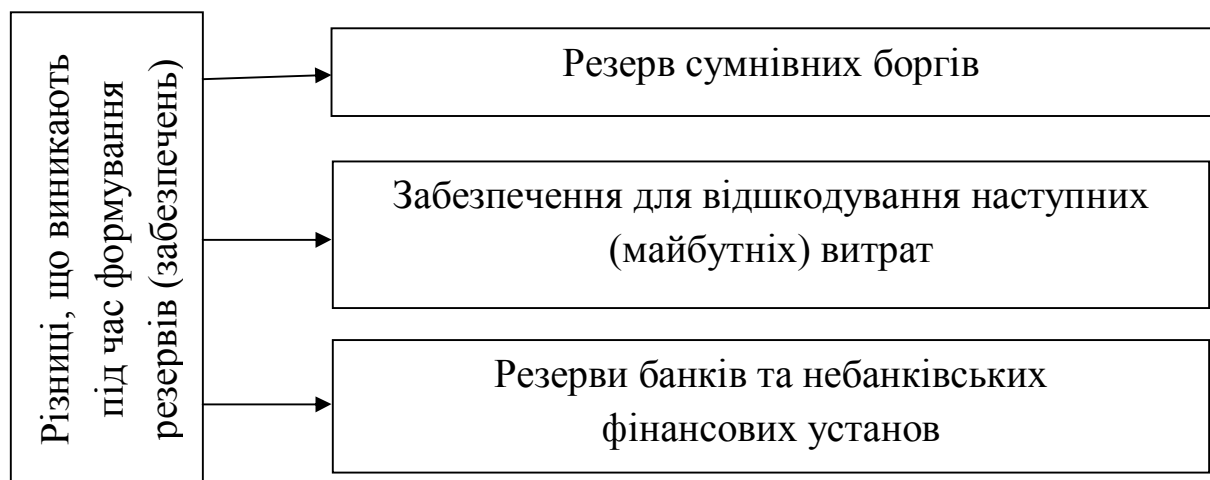 Різниці, що виникають
під час формування
резервів (забезпечень)
Резерв сумнівних боргів
Забезпечення для відшкодування наступних
(майбутніх) витрат
Резерви банків та небанківських
фінансових установ